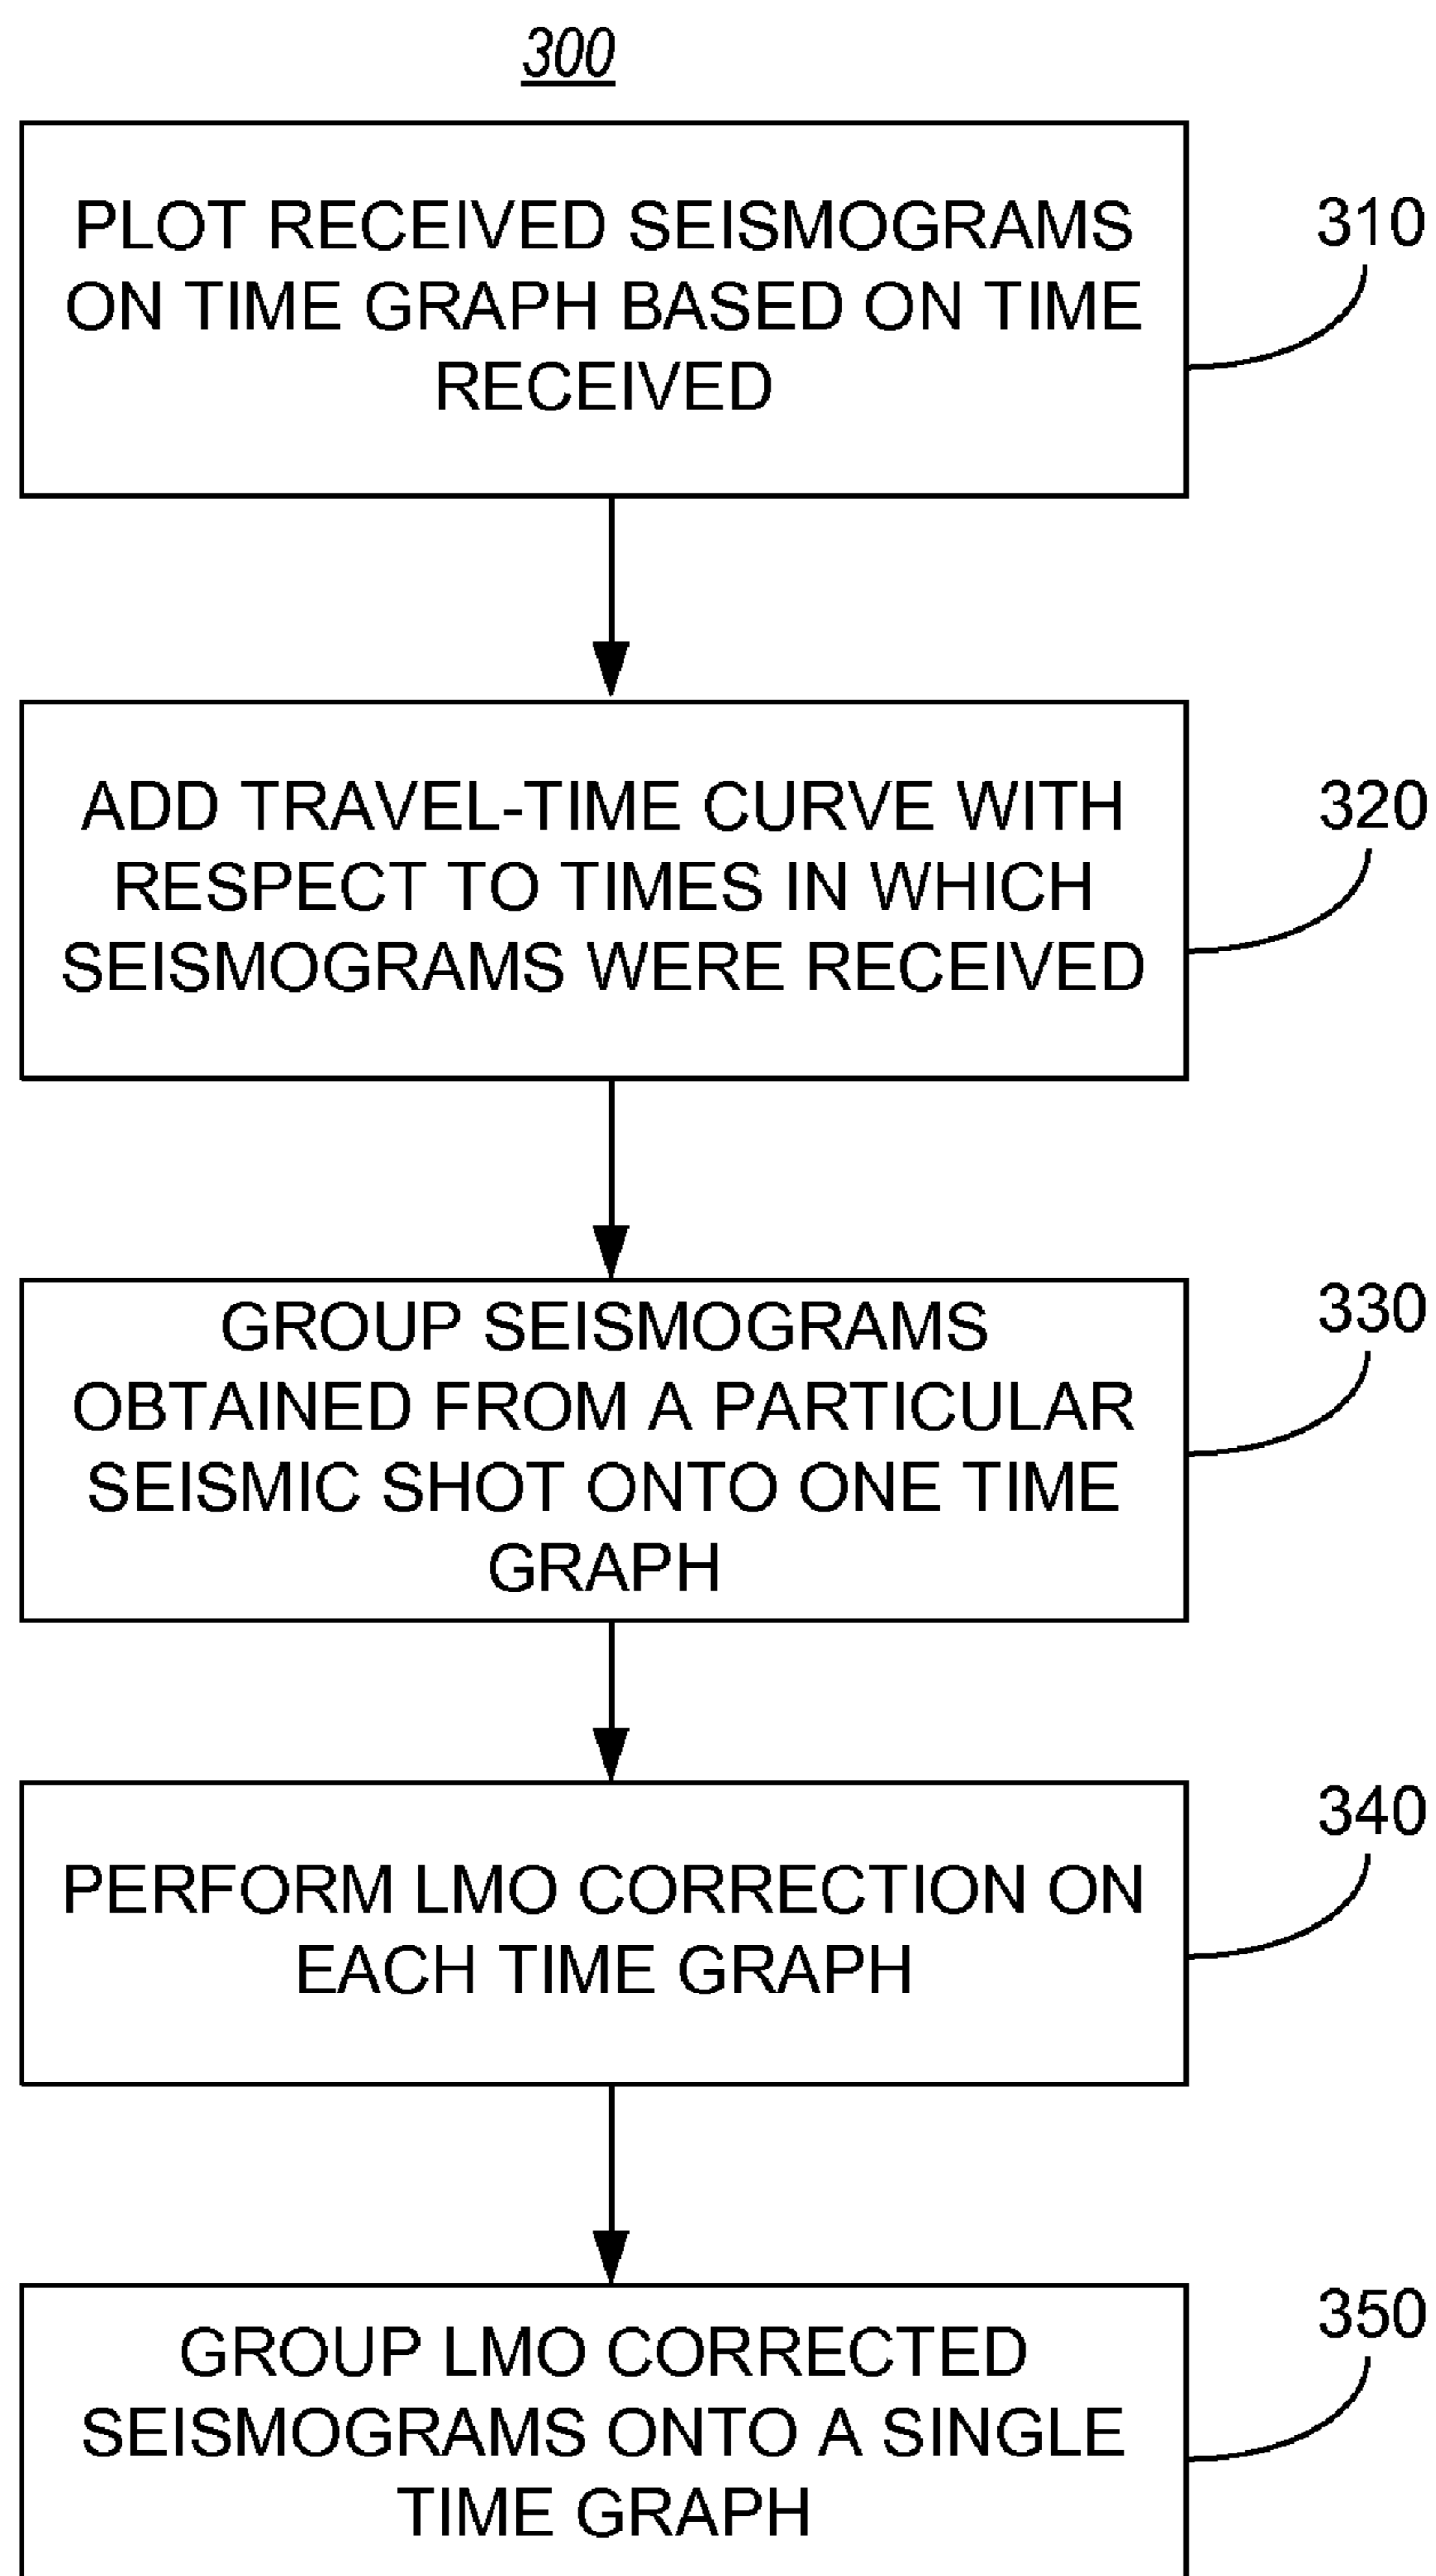 300
PLOT RECEIVED SEISMOGRAMS
ON TIME GRAPH BASED ON TIME
RECEIVED
310
ADD TRAVEL-TIME CURVE WITH
RESPECT TO TIMES IN WHICH
SEISMOGRAMS WERE RECEIVED
320
GROUP SEISMOGRAMS
OBTAINED FROM A PARTICULAR
SEISMIC SHOT ONTO ONE TIME
GRAPH
330
PERFORM LMO CORRECTION ON
EACH TIME GRAPH
340
GROUP LMO CORRECTED
SEISMOGRAMS ONTO A SINGLE
TIME GRAPH
350